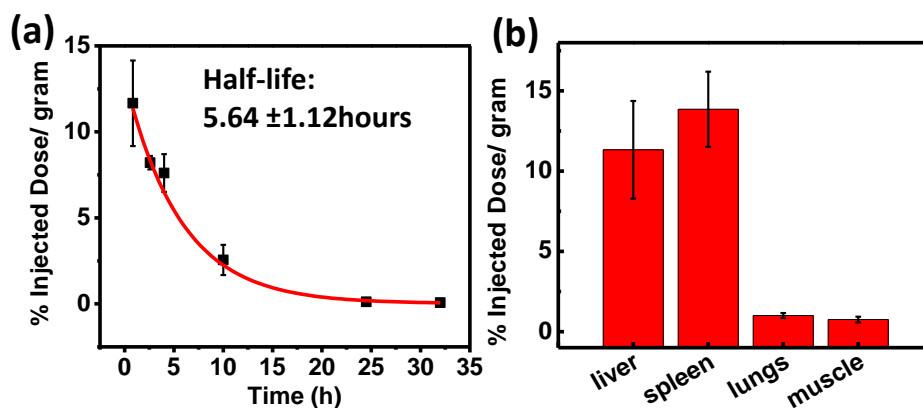 (a)
% Injected Dose/ gram
15
10
5
0
Half-life:
5.64 ±1.12hours
0 5 10 15 20 25 30 35
Time (h)
(b)
% Injected Dose/ gram
15
10
5
0
liver spleen lungs muscle